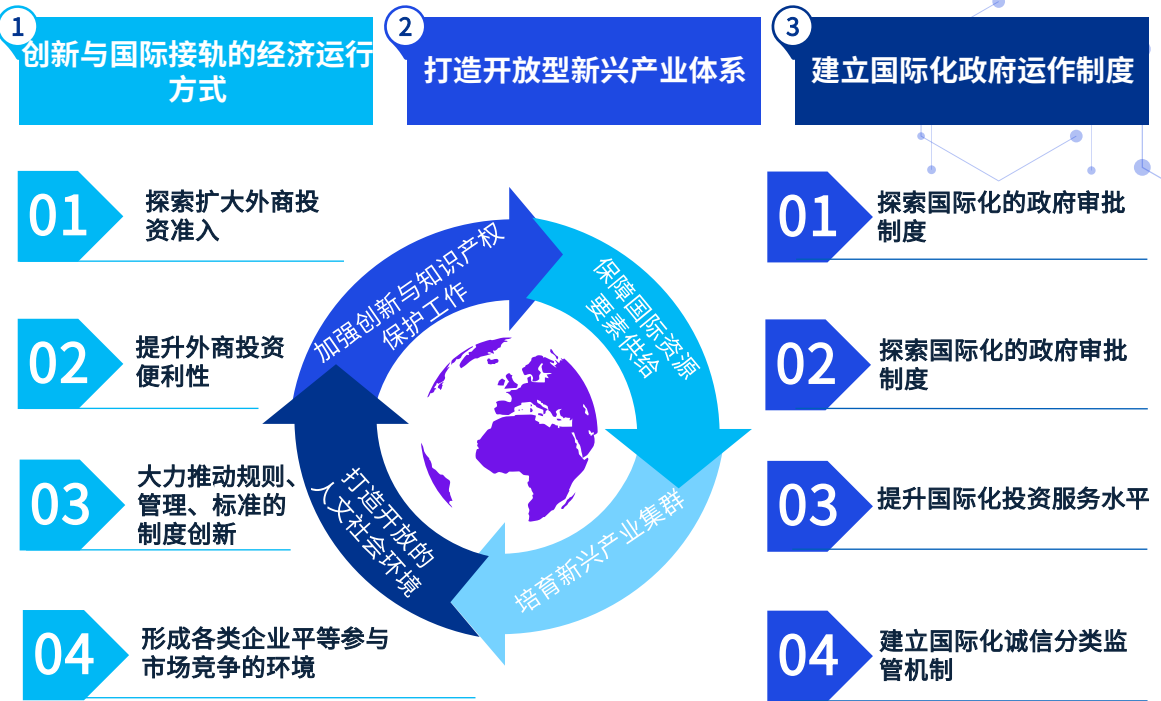 1
创新与国际接轨的经济运行
方式
2
打造开放型新兴产业体系
3
建立国际化政府运作制度
01
探索扩大外商投
资准入
02
提升外商投资
便利性
03
大力推动规则、
管理、标准的
制度创新
04
形成各类企业平等参与
市场竞争的环境
加强创新与知识产权
保护工作
保障国际资源
要素供给
培育新兴产业集群
打造开放的
人文社会环境
01
探索国际化的政府审批
制度
02
探索国际化的政府审批
制度
03
提升国际化投资服务水平
04
建立国际化诚信分类监
管机制